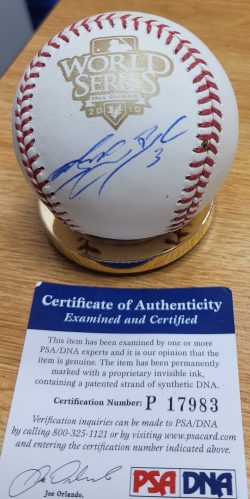 WORLD
SERIES
FALL CLASSIC
2010
3
Certificate of Authenticity
Examined and Certified
This item has been examined by one or more
PSA/DNA experts and it is our opinion that the
item is genuine. The item has been permanently
marked with a proprietary invisible ink,
containing a patented strand of synthetic DNA.
Certification Number: P 17983
Verification inquiries can be made to PSA/DNA
by calling 800-325-1121 or by visiting www.psacard.com
and entering the certification number indicated above.
Joe Orlando,
PSA/DNA